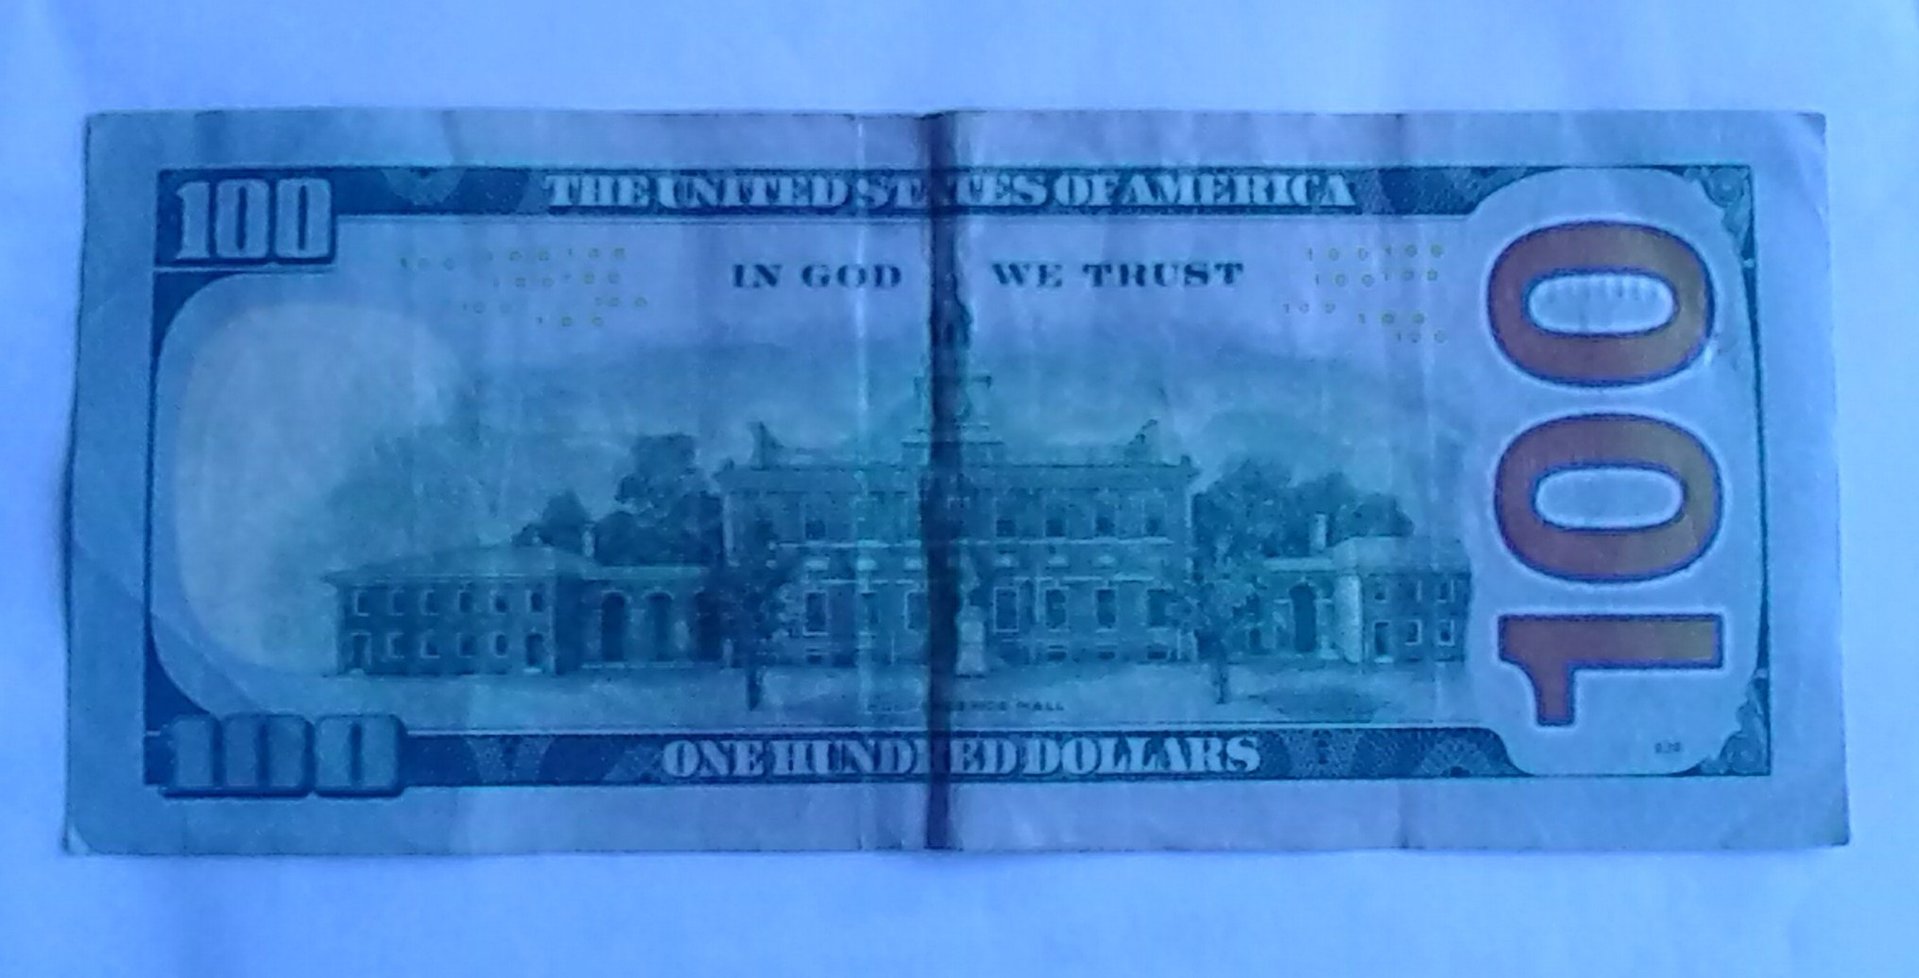 100
THE UNITED STATES OF AMERICA
IN GOD WE TRUST
100
100
ONE HUNDRED DOLLARS